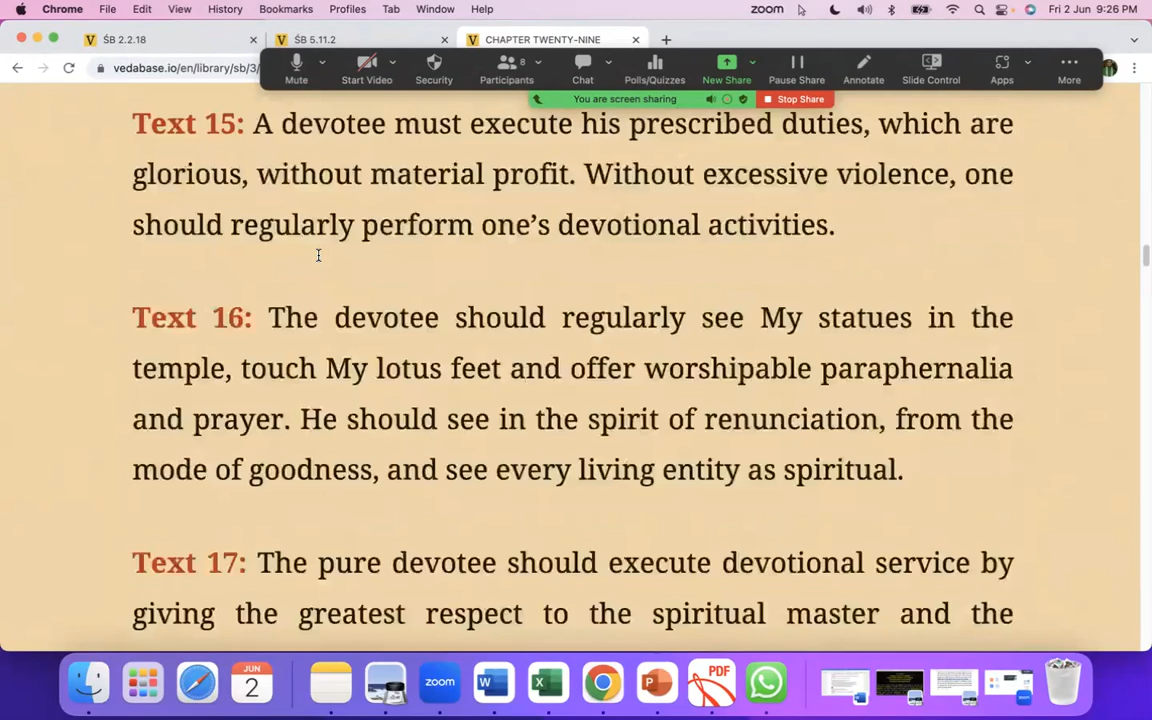 Chrome File Edit View History Bookmarks Profiles Tab Window Help zoom Fri 2 Jun 9:26 PM
ŚB 2.2.18 ŚB 5.11.2 CHAPTER TWENTY-NINE
vedabase.io/en/library/sb/3/
Mute Start Video Security Participants 8 Chat Polls/Quizzes New Share Pause Share Annotate Slide Control Apps More
You are screen sharing Stop Share
Text 15: A devotee must execute his prescribed duties, which are
glorious, without material profit. Without excessive violence, one
should regularly perform one’s devotional activities.
Text 16: The devotee should regularly see My statues in the
temple, touch My lotus feet and offer worshipable paraphernalia
and prayer. He should see in the spirit of renunciation, from the
mode of goodness, and see every living entity as spiritual.
Text 17: The pure devotee should execute devotional service by
giving the greatest respect to the spiritual master and the
JUN
2
zoom
W
X
P
PDF